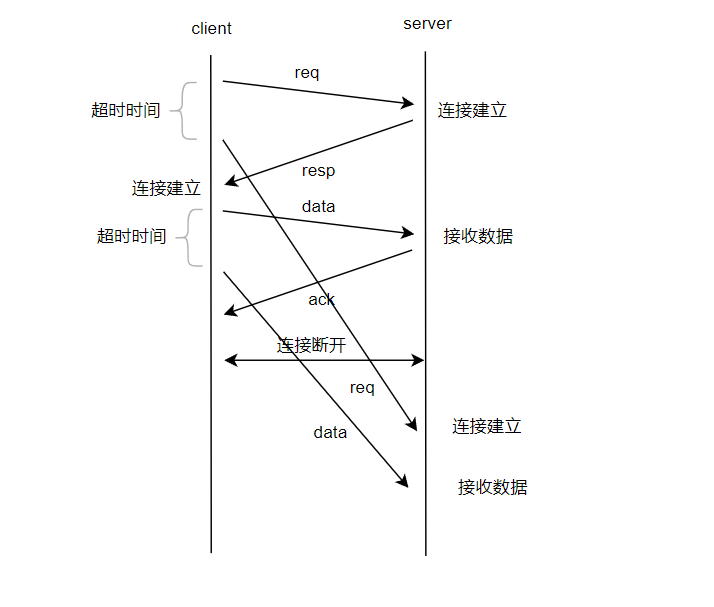 client
server
req
超时时间
连接建立
resp
连接建立
data
超时时间
接收数据
ack
连接断开
req
连接建立
data
接收数据